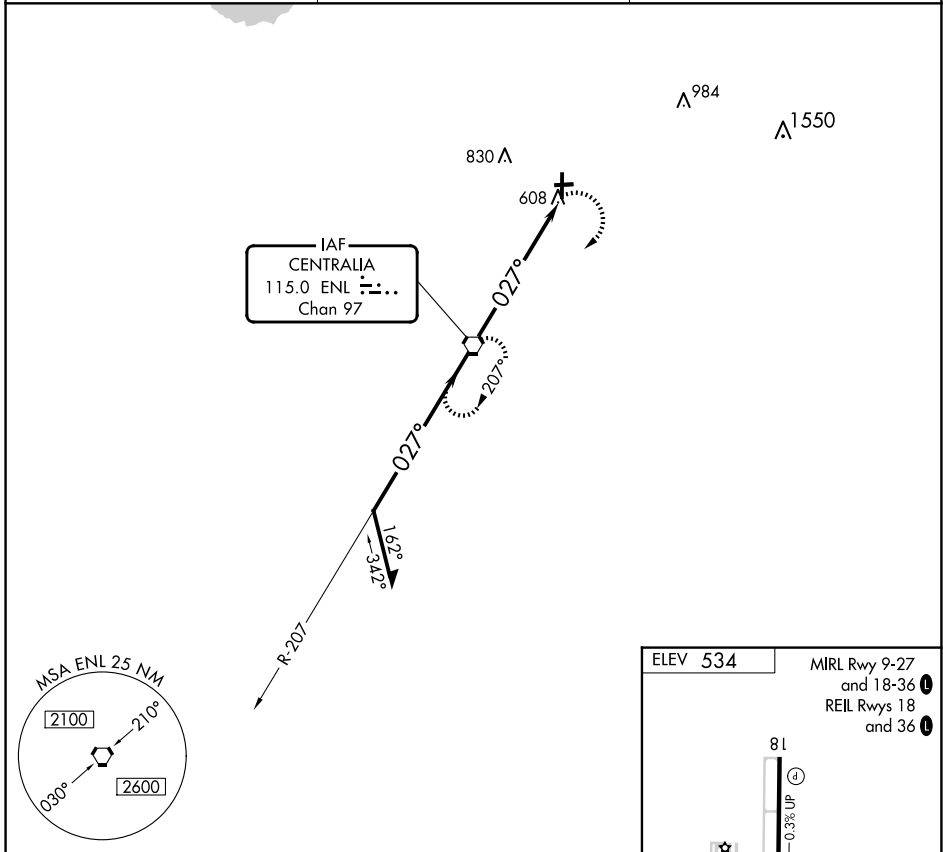 984
1550
830
608
IAF
CENTRALIA
115.0 ENL
Chan 97
027°
207°
027°
162°
342°
R-207
MSA ENL 25 NM
2100
210°
030°
2600
ELEV 534
MIRL Rwy 9-27
and 18-36 L
REIL Rwys 18
and 36 L
18
P
0.3% UP